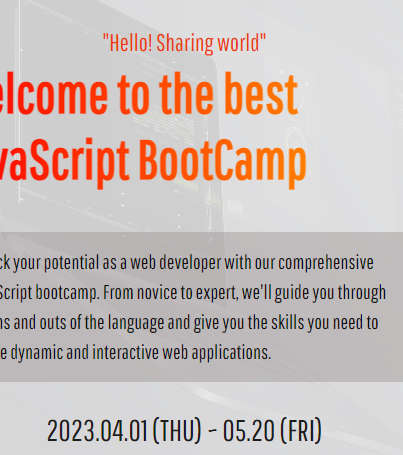 "Hello! Sharing world"
elcome to the best
vaScript BootCamp
ck your potential as a web developer with our comprehensive
Script bootcamp. From novice to expert, we'll guide you through
ns and outs of the language and give you the skills you need to
e dynamic and interactive web applications.
2023.04.01 (THU) ~ 05.20 (FRI)